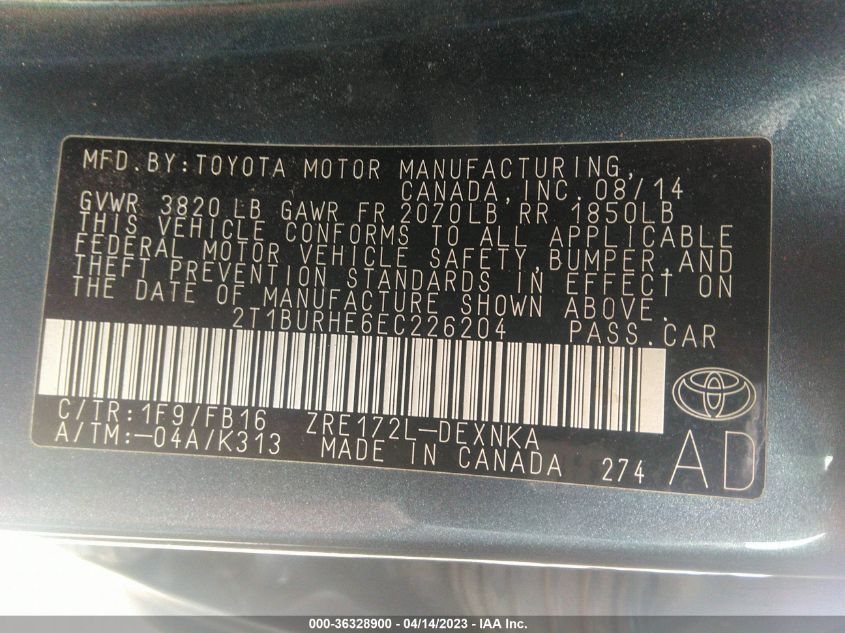 MFD.BY:TOYOTA MOTOR MANUFACTURING,
CANADA,INC.08/14
GVWR 3820 LB GAWR FR 2070LB RR 1850LB
THIS VEHICLE CONFORMS TO ALL APPLICABLE
FEDERAL MOTOR VEHICLE SAFETY,BUMPER,AND
THEFT PREVENTION STANDARDS IN EFFECT ON
THE DATE OF MANUFACTURE SHOWN ABOVE.
2T1BURHE6EC226204 PASS.CAR
C/TR:1F9/FB16 ZRE172L-DEXNKA
A/TM:-04A/K313 MADE IN CANADA 274 AD
000-36328900 - 04/14/2023 - IAA Inc.